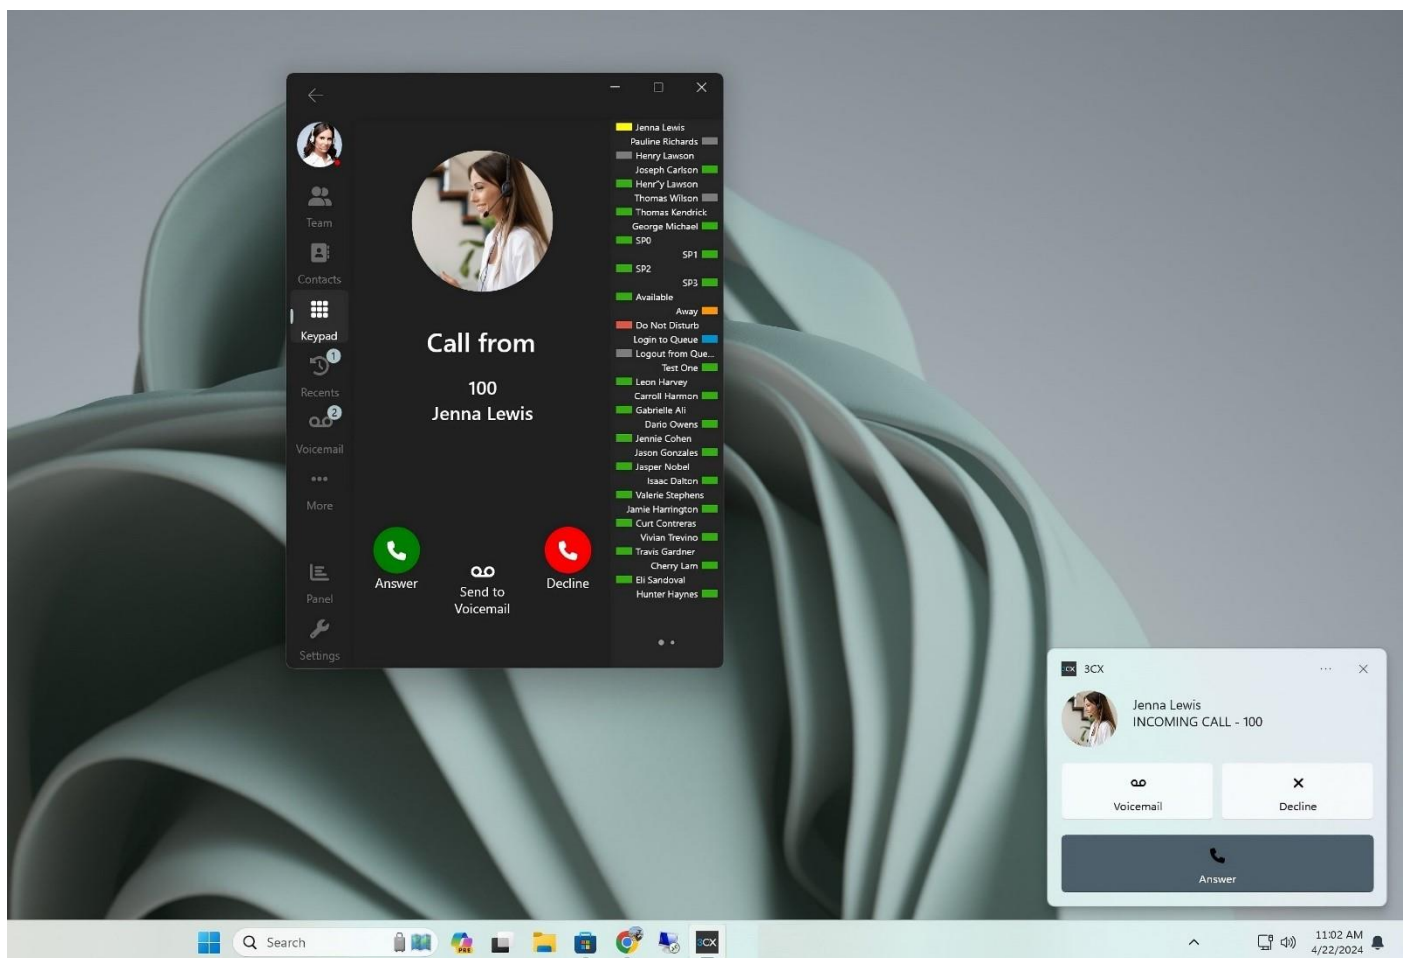 Team
Contacts
Keypad
1
Recents
2
Voicemail
More
Panel
Settings
Call from
100
Jenna Lewis
Answer
Send to
Voicemail
Decline
Jenna Lewis
Pauline Richards
Henry Lawson
Joseph Carlson
Henr"y Lawson
Thomas Wilson
Thomas Kendrick
George Michael
SP0
SP1
SP2
SP3
Available
Away
Do Not Disturb
Login to Queue
Logout from Que...
Test One
Leon Harvey
Carroll Harmon
Gabrielle Ali
Dario Owens
Jennie Cohen
Jason Gonzales
Jasper Nobel
Isaac Dalton
Valerie Stephens
Jamie Harrington
Curt Contreras
Vivian Trevino
Travis Gardner
Cherry Lam
Eli Sandoval
Hunter Haynes
3CX 3CX
Jenna Lewis
INCOMING CALL - 100
Voicemail
Decline
Answer
Search
PRE
3CX
11:02 AM
4/22/2024